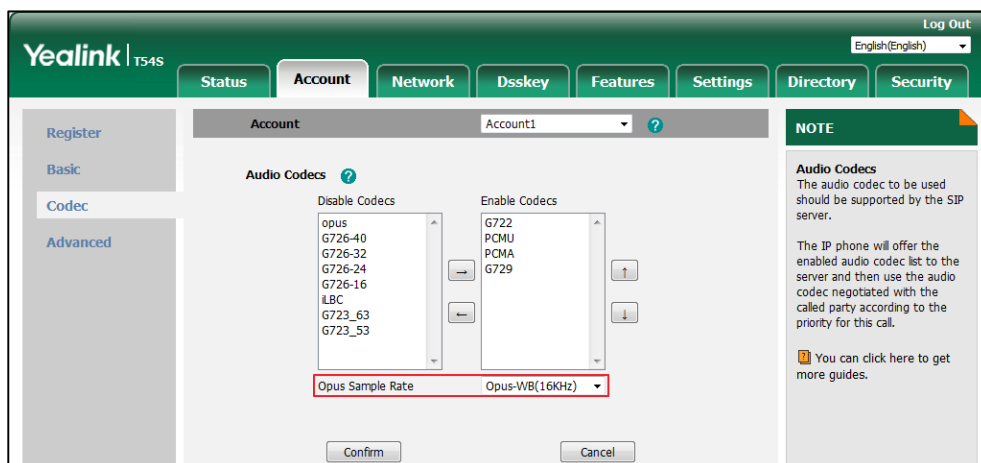 Log Out
Yealink T54S
English(English)
Status Account Network Dsskey Features Settings Directory Security
Register
Basic
Codec
Advanced
Account Account1 ?
Audio Codecs ?
Disable Codecs Enable Codecs
opus
G726-40
G726-32
G726-24
G726-16
iLBC
G723_63
G723_53
G722
PCMU
PCMA
G729
→
←
↑
↓
Opus Sample Rate Opus-WB(16KHz)
Confirm Cancel
NOTE
Audio Codecs
The audio codec to be used
should be supported by the SIP
server.
The IP phone will offer the
enabled audio codec list to the
server and then use the audio
codec negotiated with the
called party according to the
priority for this call.
? You can click here to get
more guides.